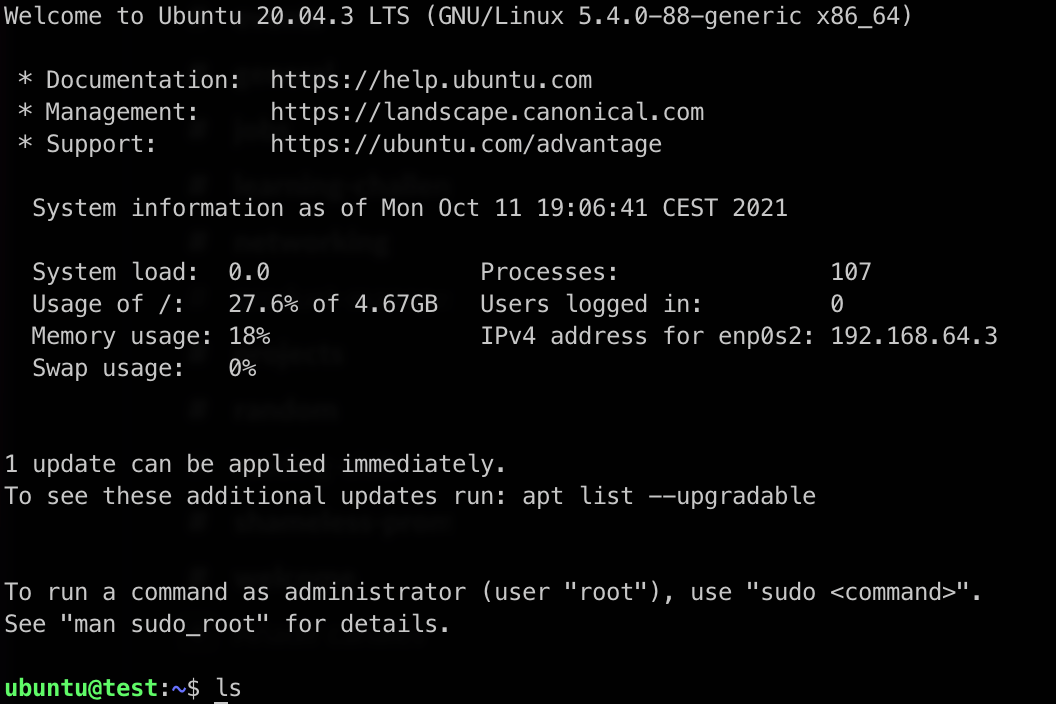 Welcome to Ubuntu 20.04.3 LTS (GNU/Linux 5.4.0-88-generic x86_64)
* Documentation: https://help.ubuntu.com
* Management: https://landscape.canonical.com
* Support: https://ubuntu.com/advantage
System information as of Mon Oct 11 19:06:41 CEST 2021
System load: 0.0 Processes: 107
Usage of /: 27.6% of 4.67GB Users logged in: 0
Memory usage: 18% IPv4 address for enp0s2: 192.168.64.3
Swap usage: 0%
1 update can be applied immediately.
To see these additional updates run: apt list --upgradable
To run a command as administrator (user "root"), use "sudo <command>".
See "man sudo_root" for details.
ubuntu@test:~$ ls